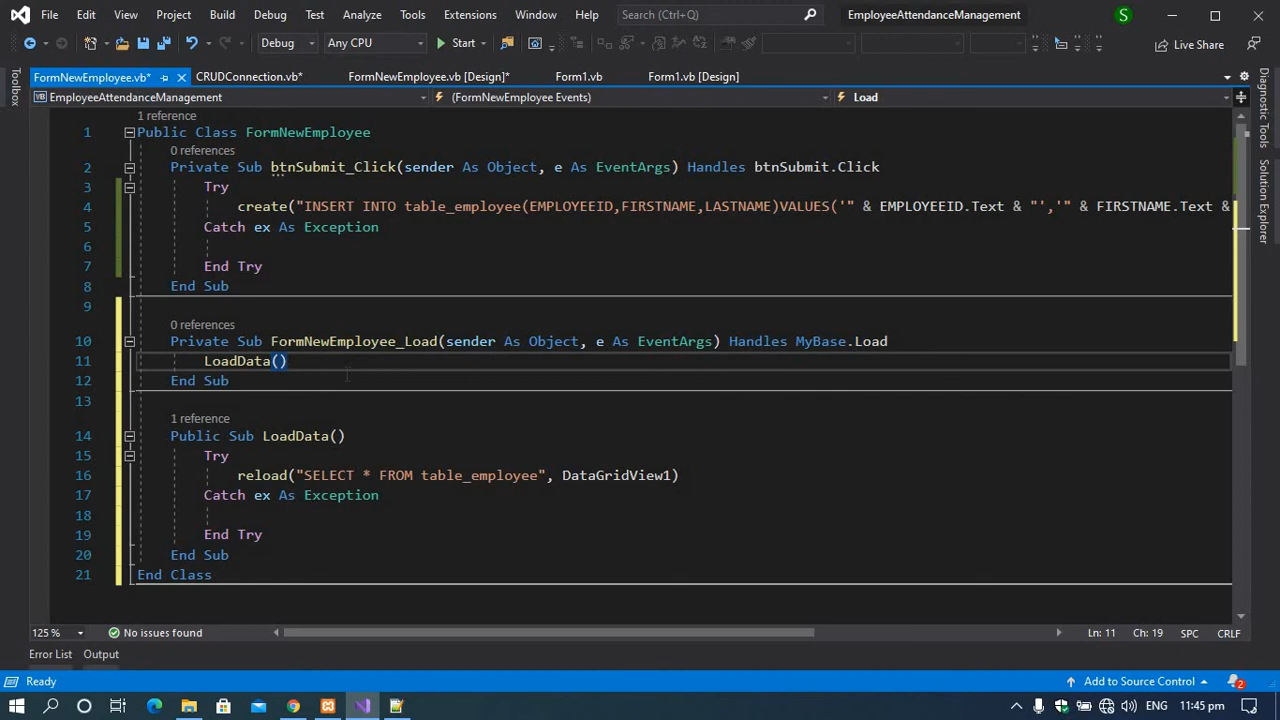 File Edit View Project Build Debug Test Analyze Tools Extensions Window Help Search (Ctrl+Q) EmployeeAttendanceManagement S
Debug Any CPU Start Live Share
FormNewEmployee.vb* CRUDConnection.vb* FormNewEmployee.vb [Design]* Form1.vb Form1.vb [Design]
EmployeeAttendanceManagement (FormNewEmployee Events) Load
Toolbox
Diagnostic Tools
Solution Explorer
1 reference
1 Public Class FormNewEmployee
0 references
2 Private Sub btnSubmit_Click(sender As Object, e As EventArgs) Handles btnSubmit.Click
3 Try
4 create("INSERT INTO table_employee(EMPLOYEEID,FIRSTNAME,LASTNAME)VALUES('" & EMPLOYEEID.Text & "','" & FIRSTNAME.Text &
5 Catch ex As Exception
6
7 End Try
8 End Sub
9
0 references
10 Private Sub FormNewEmployee_Load(sender As Object, e As EventArgs) Handles MyBase.Load
11 LoadData()
12 End Sub
13
1 reference
14 Public Sub LoadData()
15 Try
16 reload("SELECT * FROM table_employee", DataGridView1)
17 Catch ex As Exception
18
19 End Try
20 End Sub
21 End Class
125 % No issues found Ln: 11 Ch: 19 SPC CRLF
Error List Output
Ready Add to Source Control 2
ENG 11:45 pm